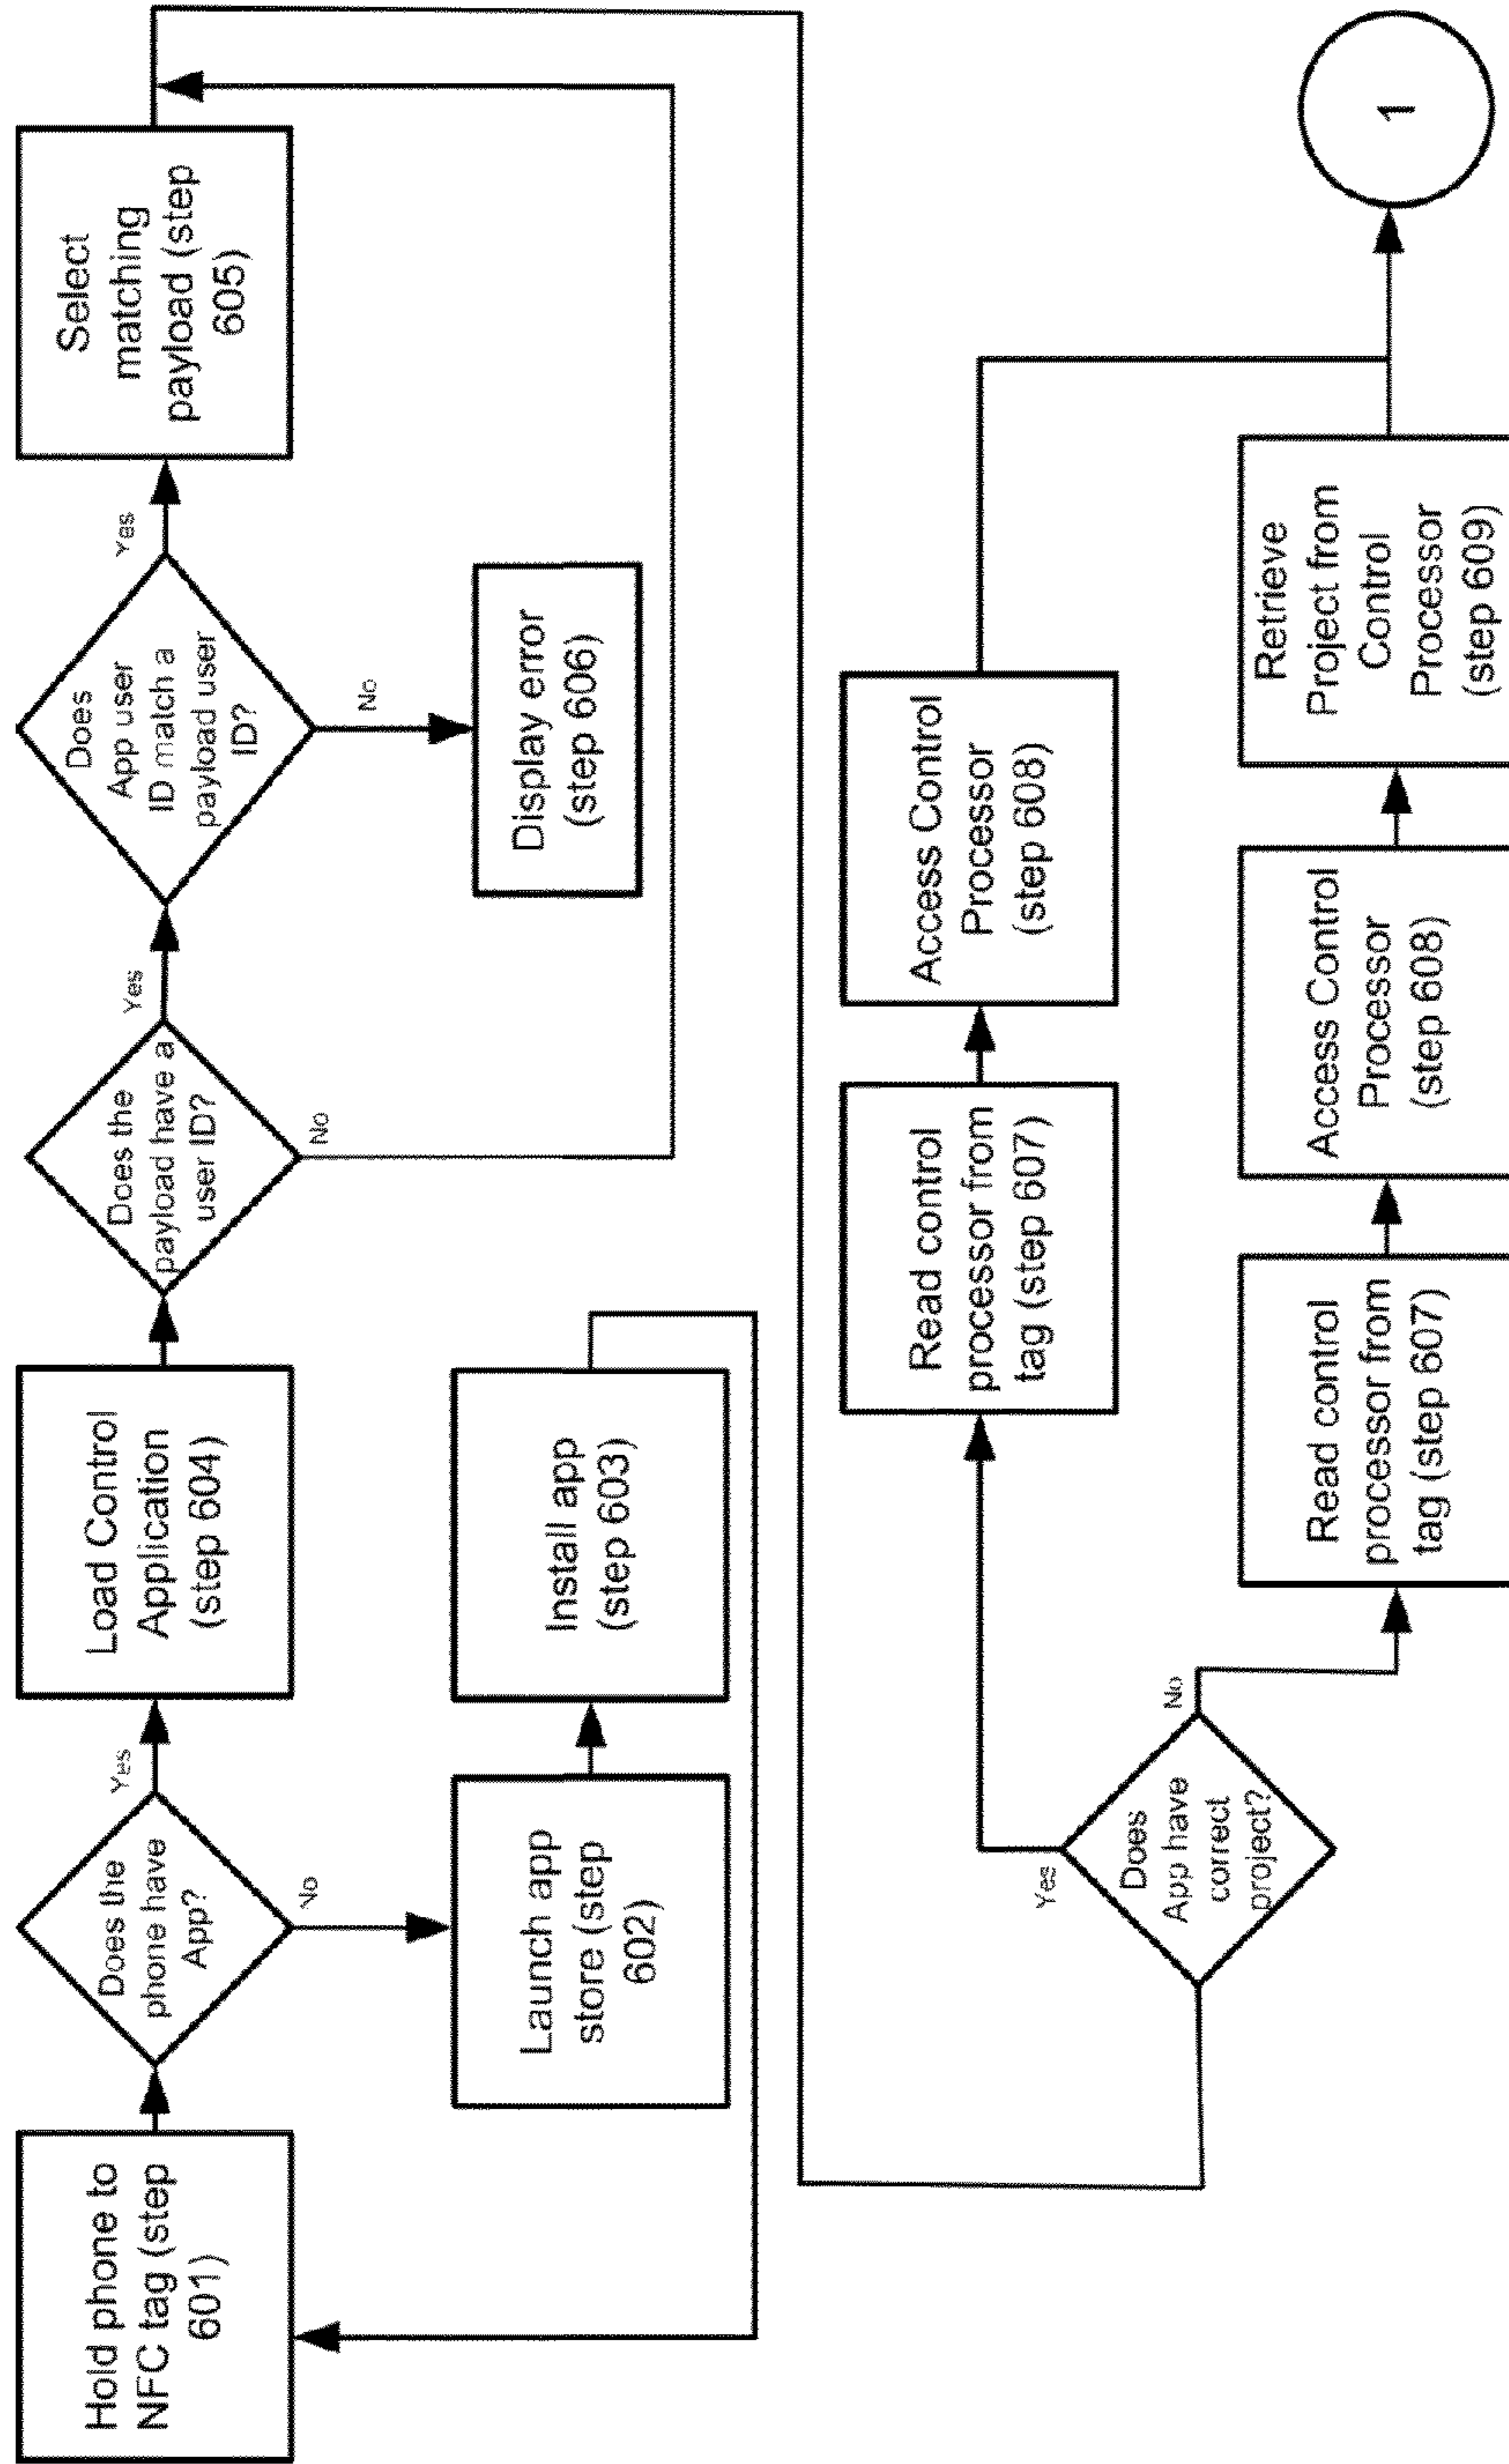 Hold phone to
NFC tag (step
601)
Does the
phone have
App?
Yes
No
Load Control
Application
(step 604)
Launch app
store (step
602)
Install app
(step 603)
Does the
payload have a
user ID?
Yes
No
Does
App user
ID match a
payload user
ID?
Yes
No
Select
matching
payload (step
605)
Display error
(step 606)
Does
App have
correct
project?
Yes
No
Read control
processor from
tag (step 607)
Access Control
Processor
(step 608)
Read control
processor from
tag (step 607)
Access Control
Processor
(step 608)
Retrieve
Project from
Control
Processor
(step 609)
1